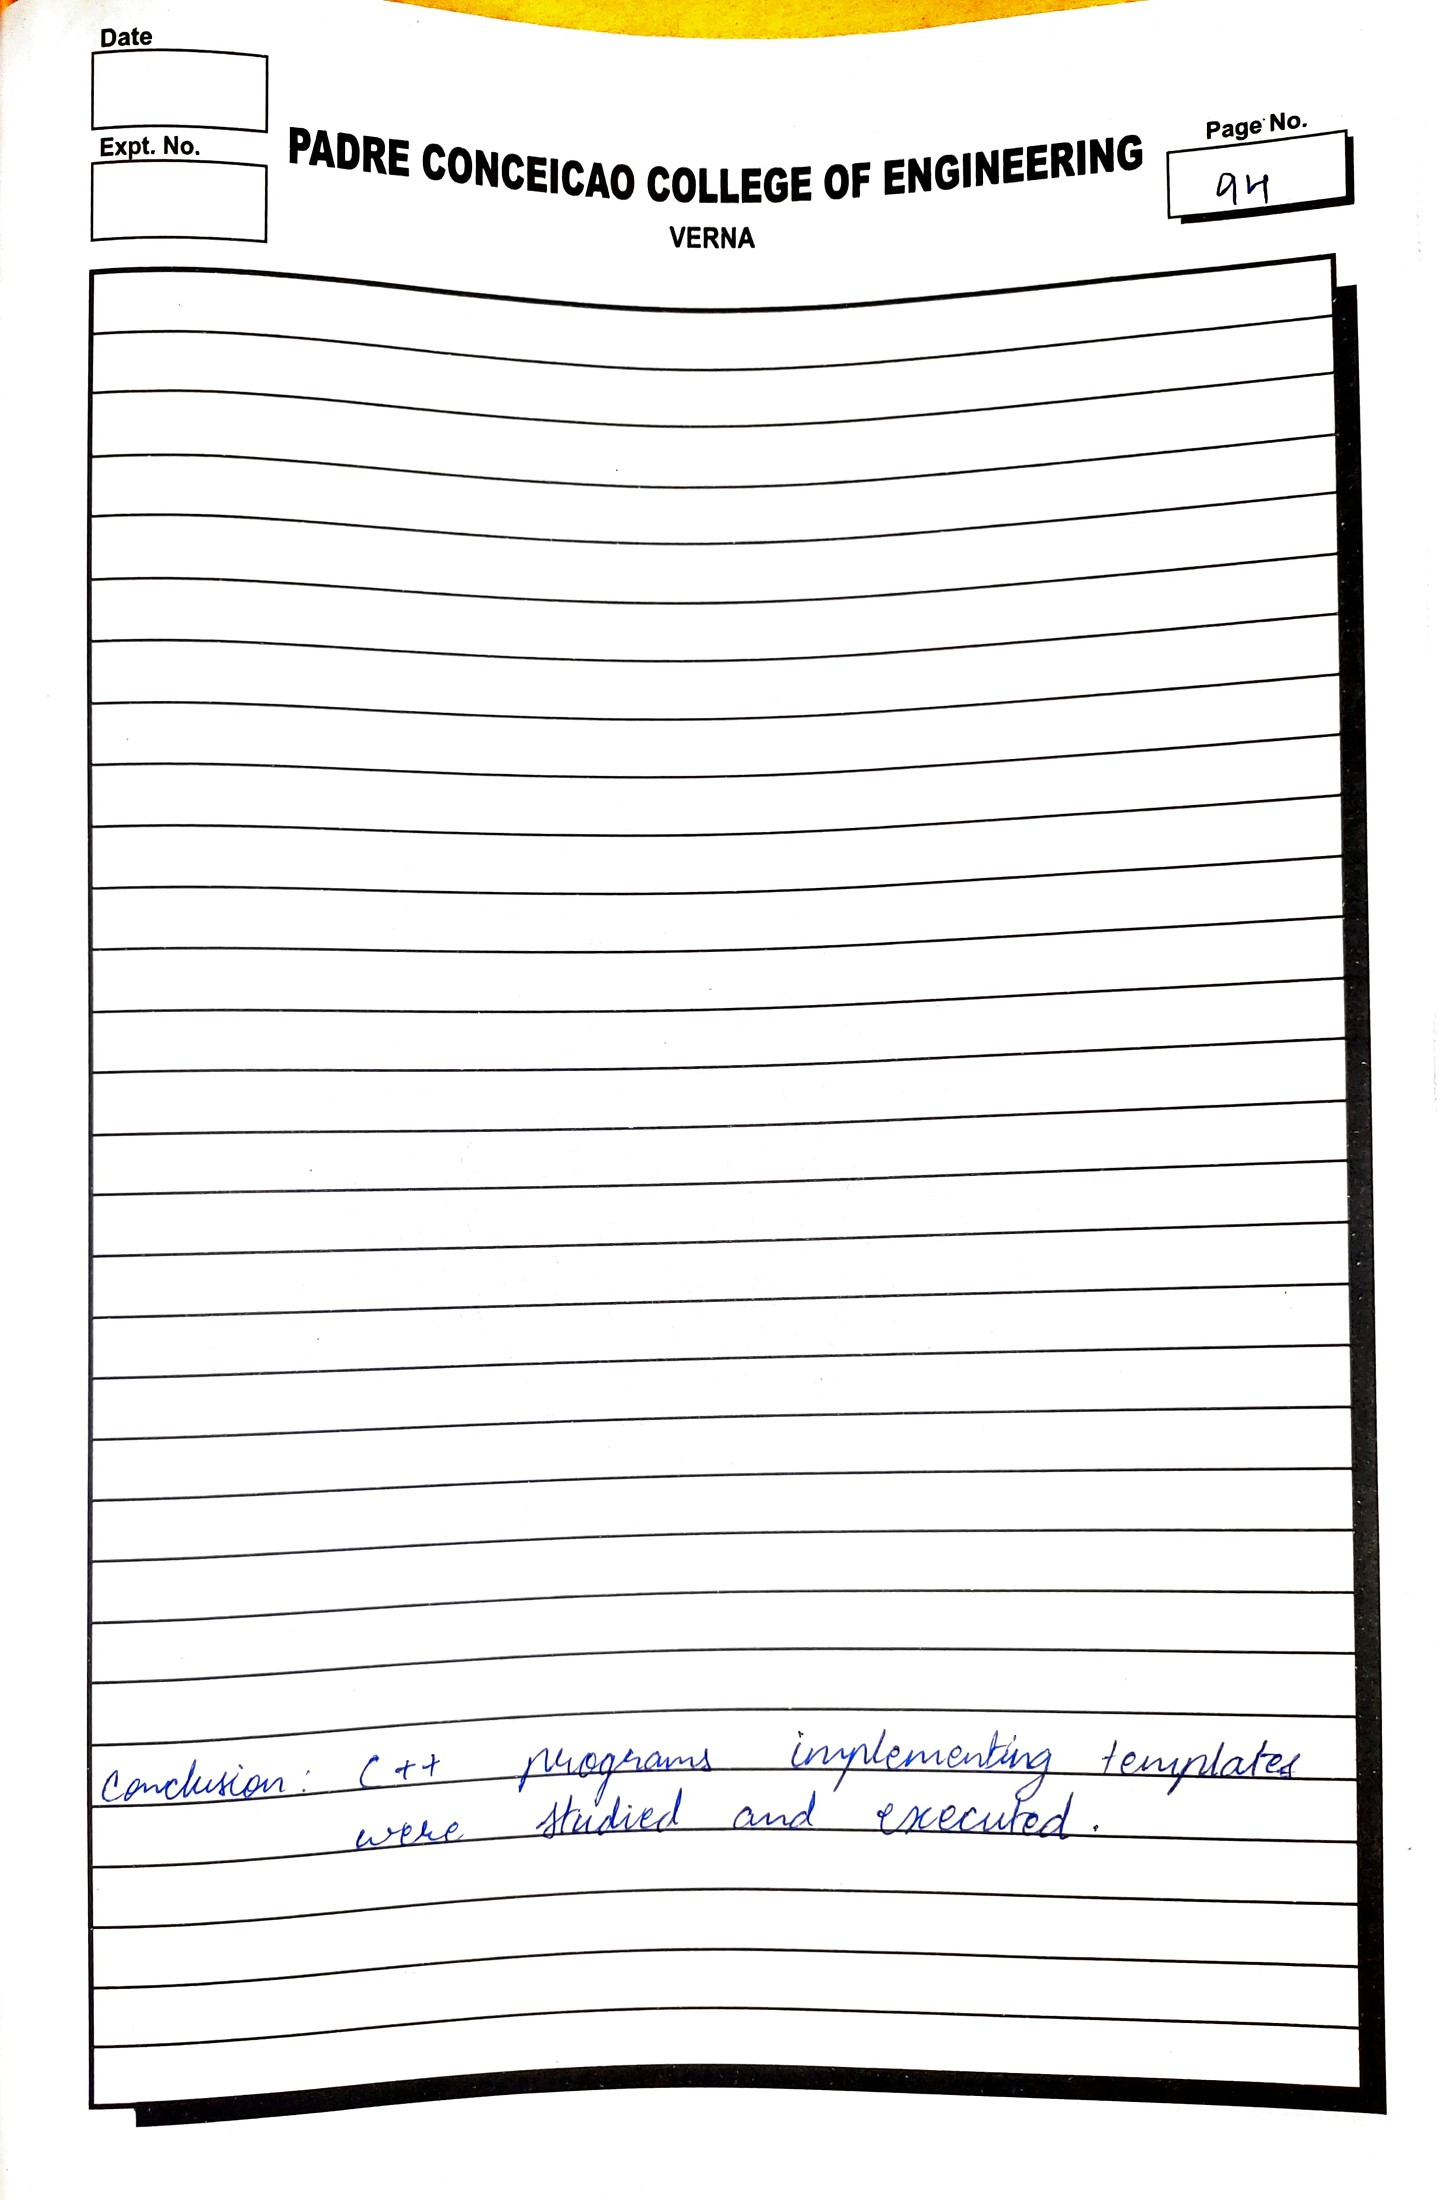 Date
Expt. No.
PADRE CONCEICAO COLLEGE OF ENGINEERING
VERNA
Page No.
94
Conclusion: C++ programs implementing templates
were studied and executed.